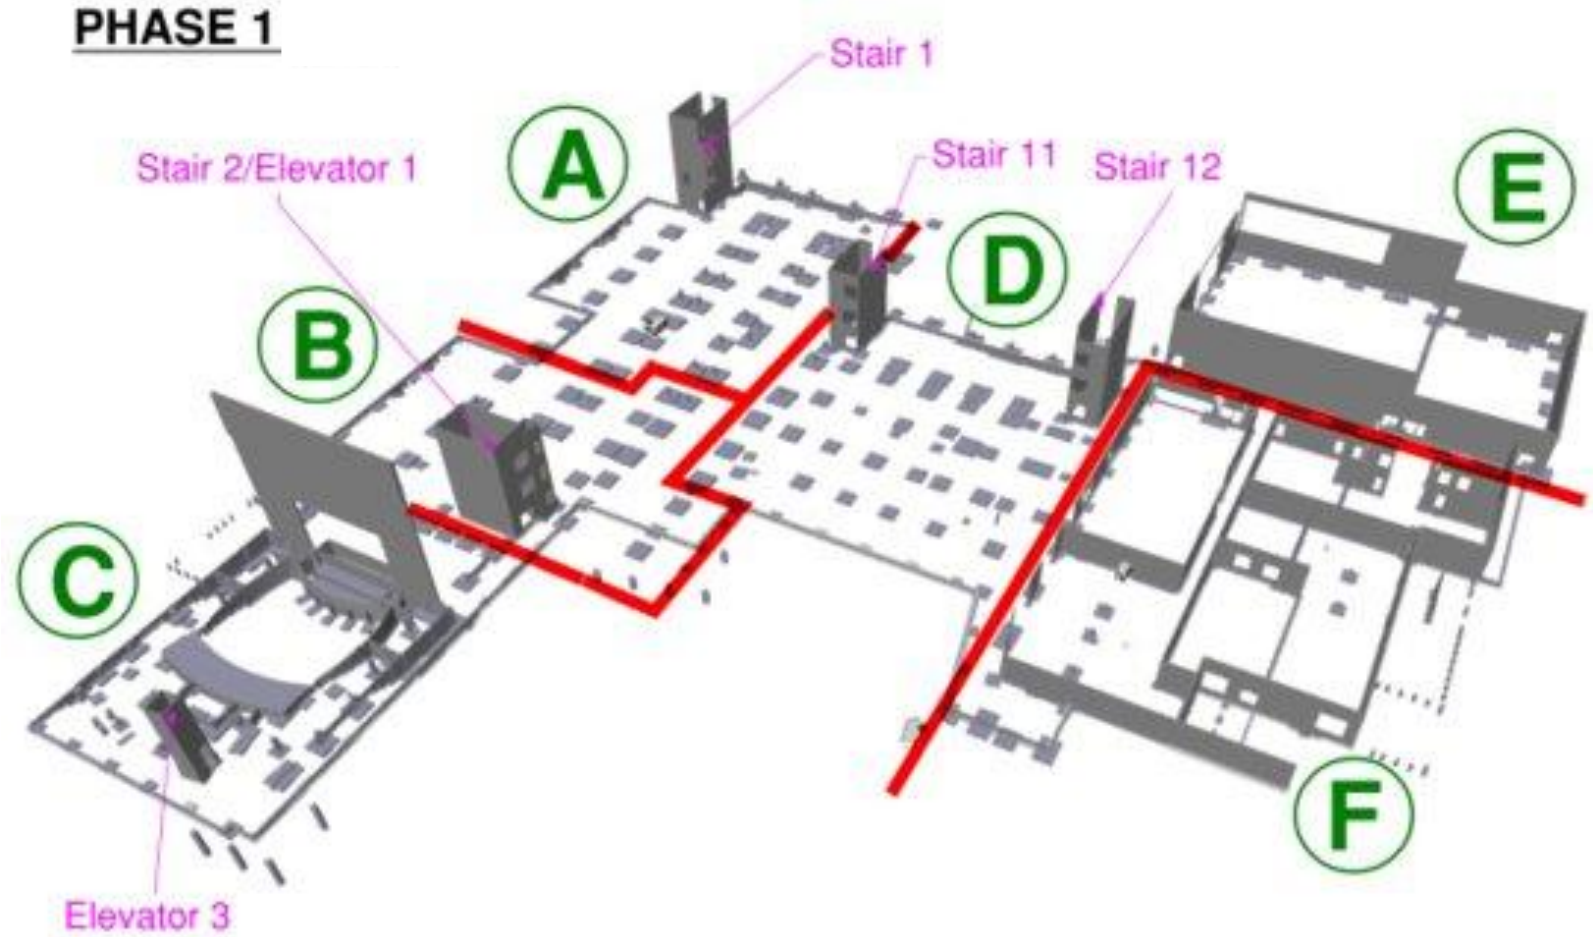 PHASE 1
Stair 1
A
Stair 2/Elevator 1
Stair 11
Stair 12
E
D
B
C
F
Elevator 3